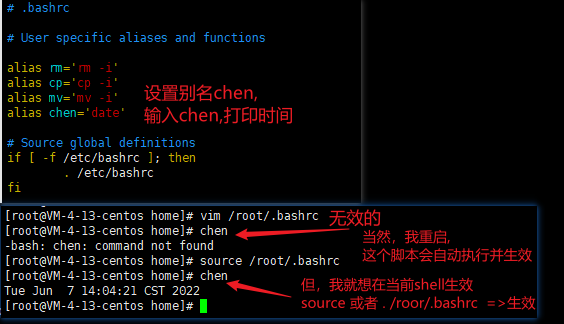 # .bashrc
# User specific aliases and functions
alias rm='rm -i'
alias cp='cp -i'
alias mv='mv -i'
alias chen='date'
设置别名chen,
输入chen,打印时间
# Source global definitions
if [ -f /etc/bashrc ]; then
. /etc/bashrc
fi
[root@VM-4-13-centos home]# vim /root/.bashrc
无效的
[root@VM-4-13-centos home]# chen
-bash: chen: command not found
当然，我重启,
这个脚本会自动执行并生效
[root@VM-4-13-centos home]# source /root/.bashrc
[root@VM-4-13-centos home]# chen
Tue Jun  7 14:04:21 CST 2022
但，我就想在当前shell生效
source 或者 . /roor/.bashrc =>生效
[root@VM-4-13-centos home]#